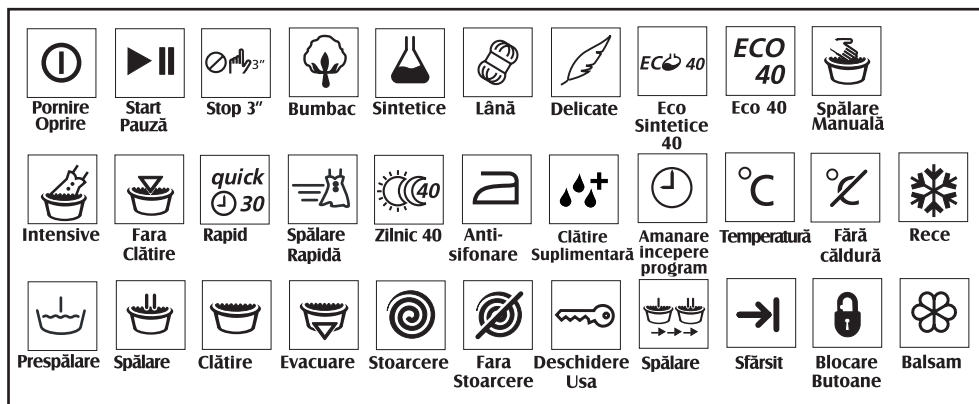 3"
ECO 40
ECO
40
Pornire
Oprire
Start
Pauză
Stop 3"
Bumbac
Sintetice
Lână
Delicate
Eco
Sintetice
40
Eco 40
Spălare
Manuală
quick
30
40
°C
Intensive
Fara
Clătire
Rapid
Spălare
Rapidă
Zilnic 40
Anti-
sifonare
Clătire
Suplimentară
Amanare
incepere
program
Temperatură
Fără
căldură
Rece
Prespălare
Spălare
Clătire
Evacuare
Stoarcere
Fara
Stoarcere
Deschidere
Usa
Spălare
Sfârsit
Blocare
Butoane
Balsam